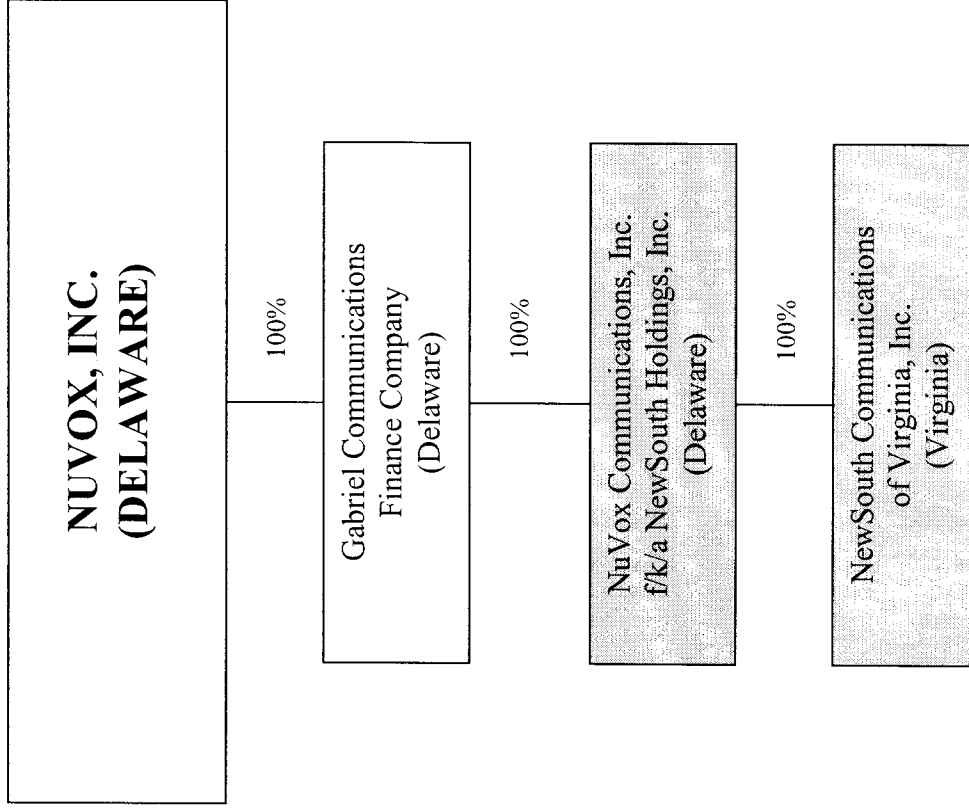 NUVOX, INC.
(DELAWARE)
100%
Gabriel Communications
Finance Company
(Delaware)
100%
NuVox Communications, Inc.
f/k/a NewSouth Holdings, Inc.
(Delaware)
100%
NewSouth Communications
of Virginia, Inc.
(Virginia)